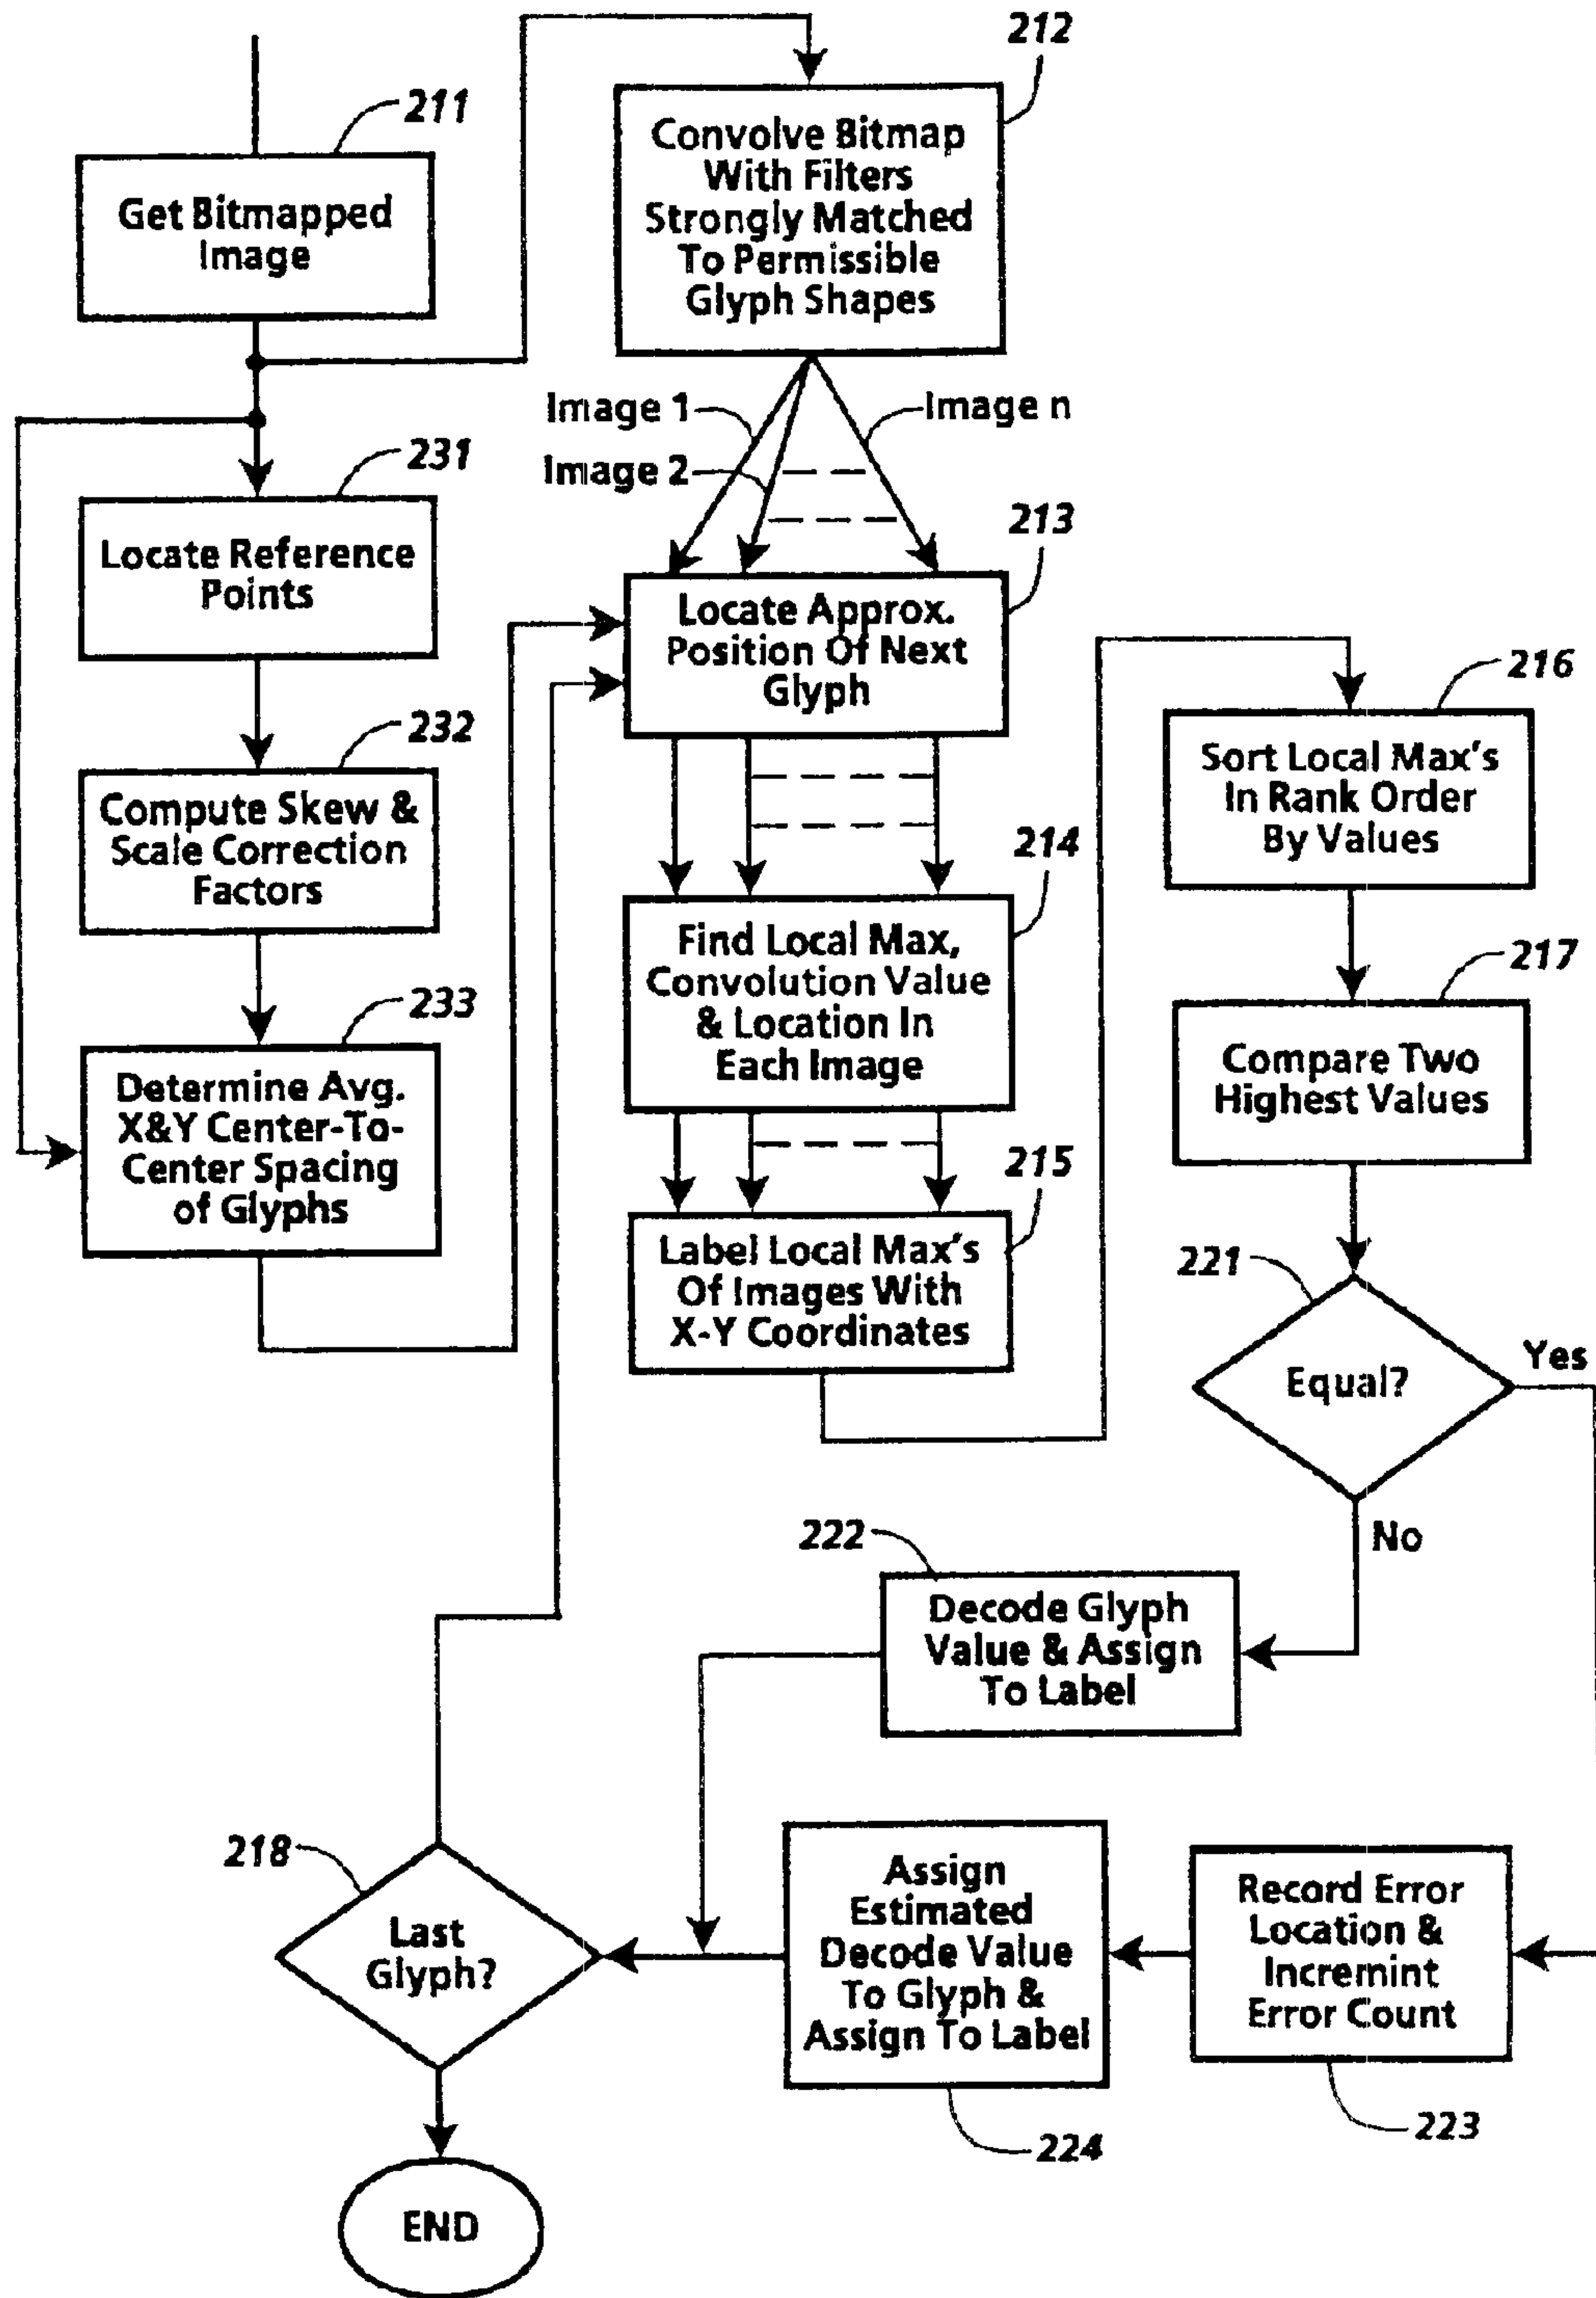 211
Get Bitmapped
Image
231
Locate Reference
Points
232
Compute Skew &
Scale Correction
Factors
233
Determine Avg.
X&Y Center-To-
Center Spacing
of Glyphs
212
Convolve Bitmap
With Filters
Strongly Matched
To Permissible
Glyph Shapes
Image 1
Image n
Image 2
213
Locate Approx.
Position Of Next
Glyph
214
Find Local Max,
Convolution Value
& Location In
Each Image
215
Label Local Max's
Of Images With
X-Y Coordinates
216
Sort Local Max's
In Rank Order
By Values
217
Compare Two
Highest Values
221
Equal?
Yes
No
222
Decode Glyph
Value & Assign
To Label
Record Error
Location &
Incremint
Error Count
223
Assign
Estimated
Decode Value
To Glyph &
Assign To Label
224
218
Last
Glyph?
END